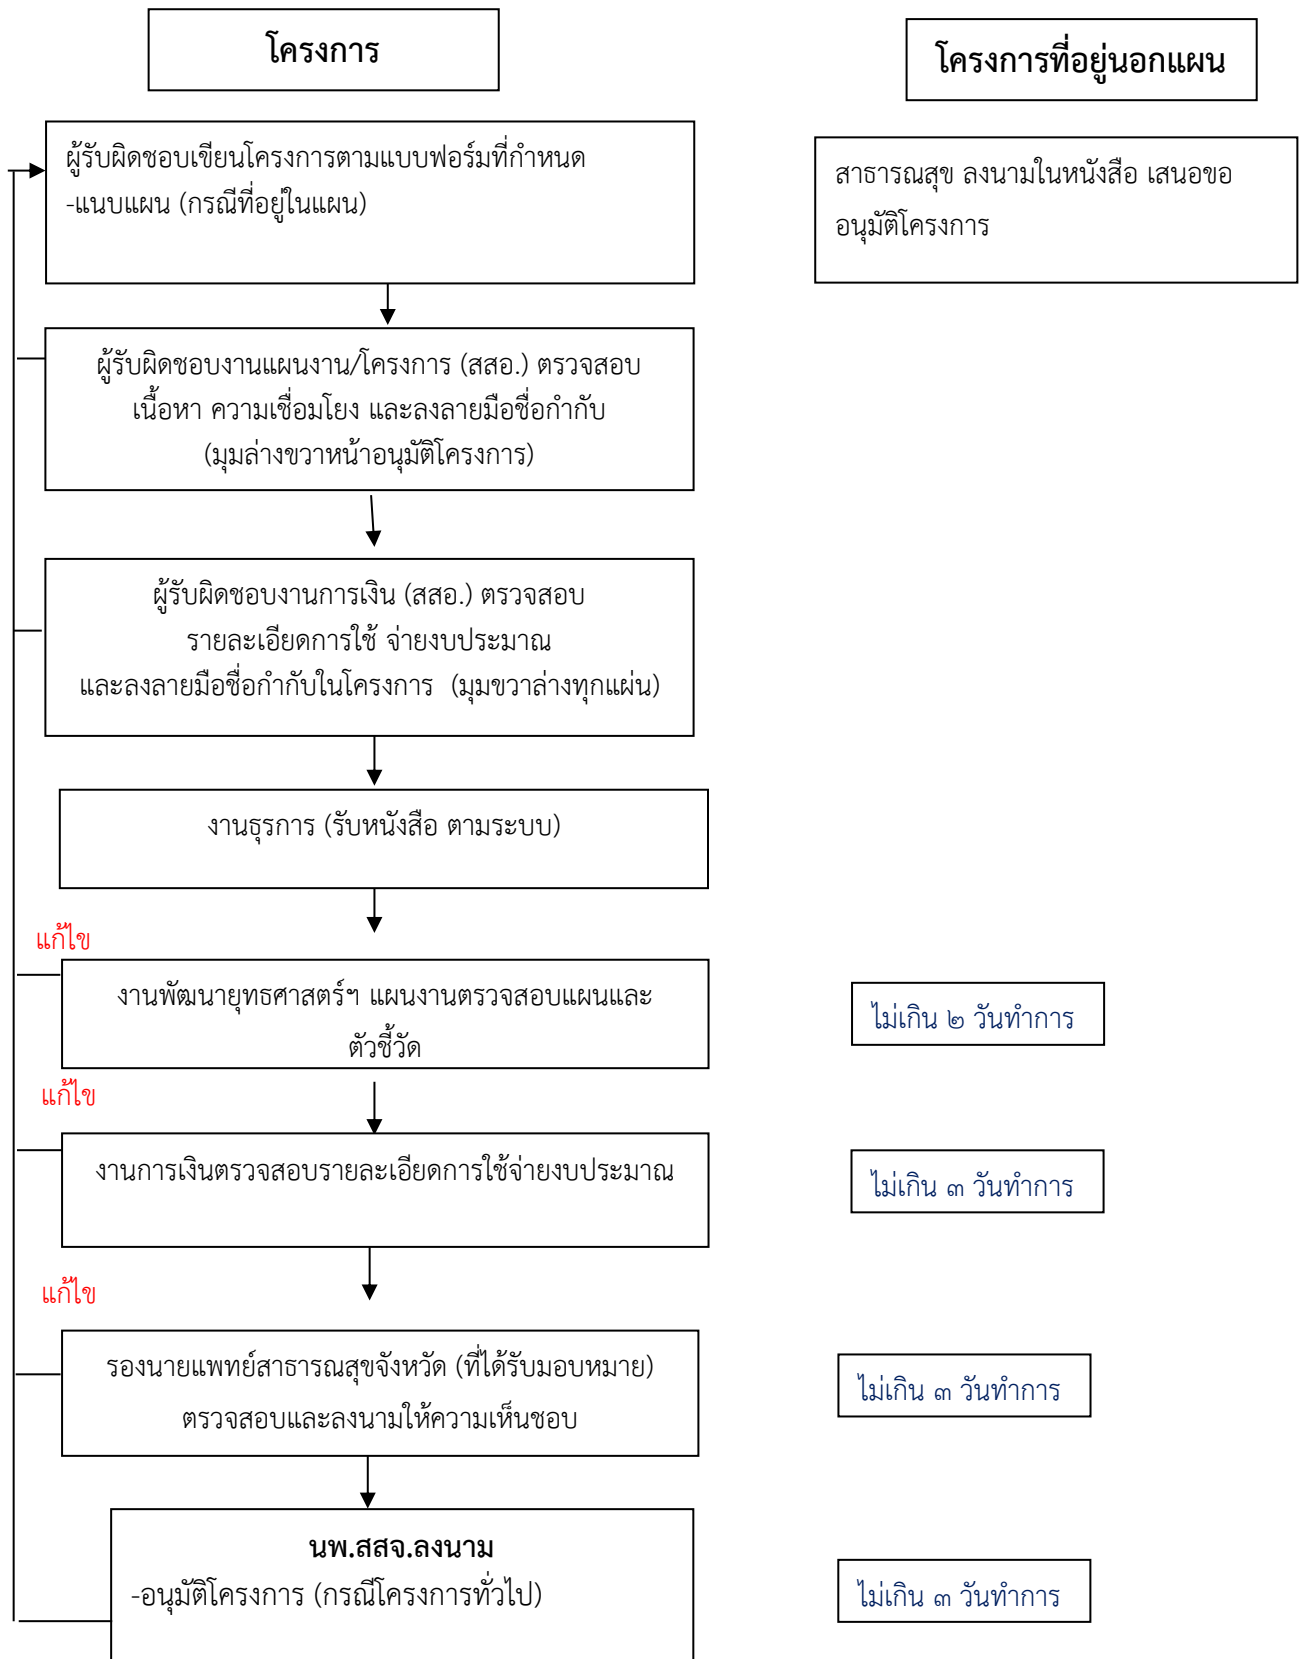 โครงการ
โครงการที่อยู่นอกแผน
ผู้รับผิดชอบเขียนโครงการตามแบบฟอร์มที่กำหนด
-แนบแผน (กรณีที่อยู่ในแผน)
สาธารณสุข ลงนามในหนังสือ เสนอขอ
อนุมัติโครงการ
ผู้รับผิดชอบงานแผนงาน/โครงการ (สสอ.) ตรวจสอบ
เนื้อหา ความเชื่อมโยง และลงลายมือชื่อกำกับ
(มุมล่างขวาหน้าอนุมัติโครงการ)
ผู้รับผิดชอบงานการเงิน (สสอ.) ตรวจสอบ
รายละเอียดการใช้ จ่ายงบประมาณ
และลงลายมือชื่อกำกับในโครงการ (มุมขวาล่างทุกแผ่น)
งานธุรการ (รับหนังสือ ตามระบบ)
แก้ไข
งานพัฒนายุทธศาสตร์ฯ แผนงานตรวจสอบแผนและ
ตัวชี้วัด
ไม่เกิน ๒ วันทำการ
แก้ไข
งานการเงินตรวจสอบรายละเอียดการใช้จ่ายงบประมาณ
ไม่เกิน ๓ วันทำการ
แก้ไข
รองนายแพทย์สาธารณสุขจังหวัด (ที่ได้รับมอบหมาย)
ตรวจสอบและลงนามให้ความเห็นชอบ
ไม่เกิน ๓ วันทำการ
นพ.สสจ.ลงนาม
-อนุมัติโครงการ (กรณีโครงการทั่วไป)
ไม่เกิน ๓ วันทำการ